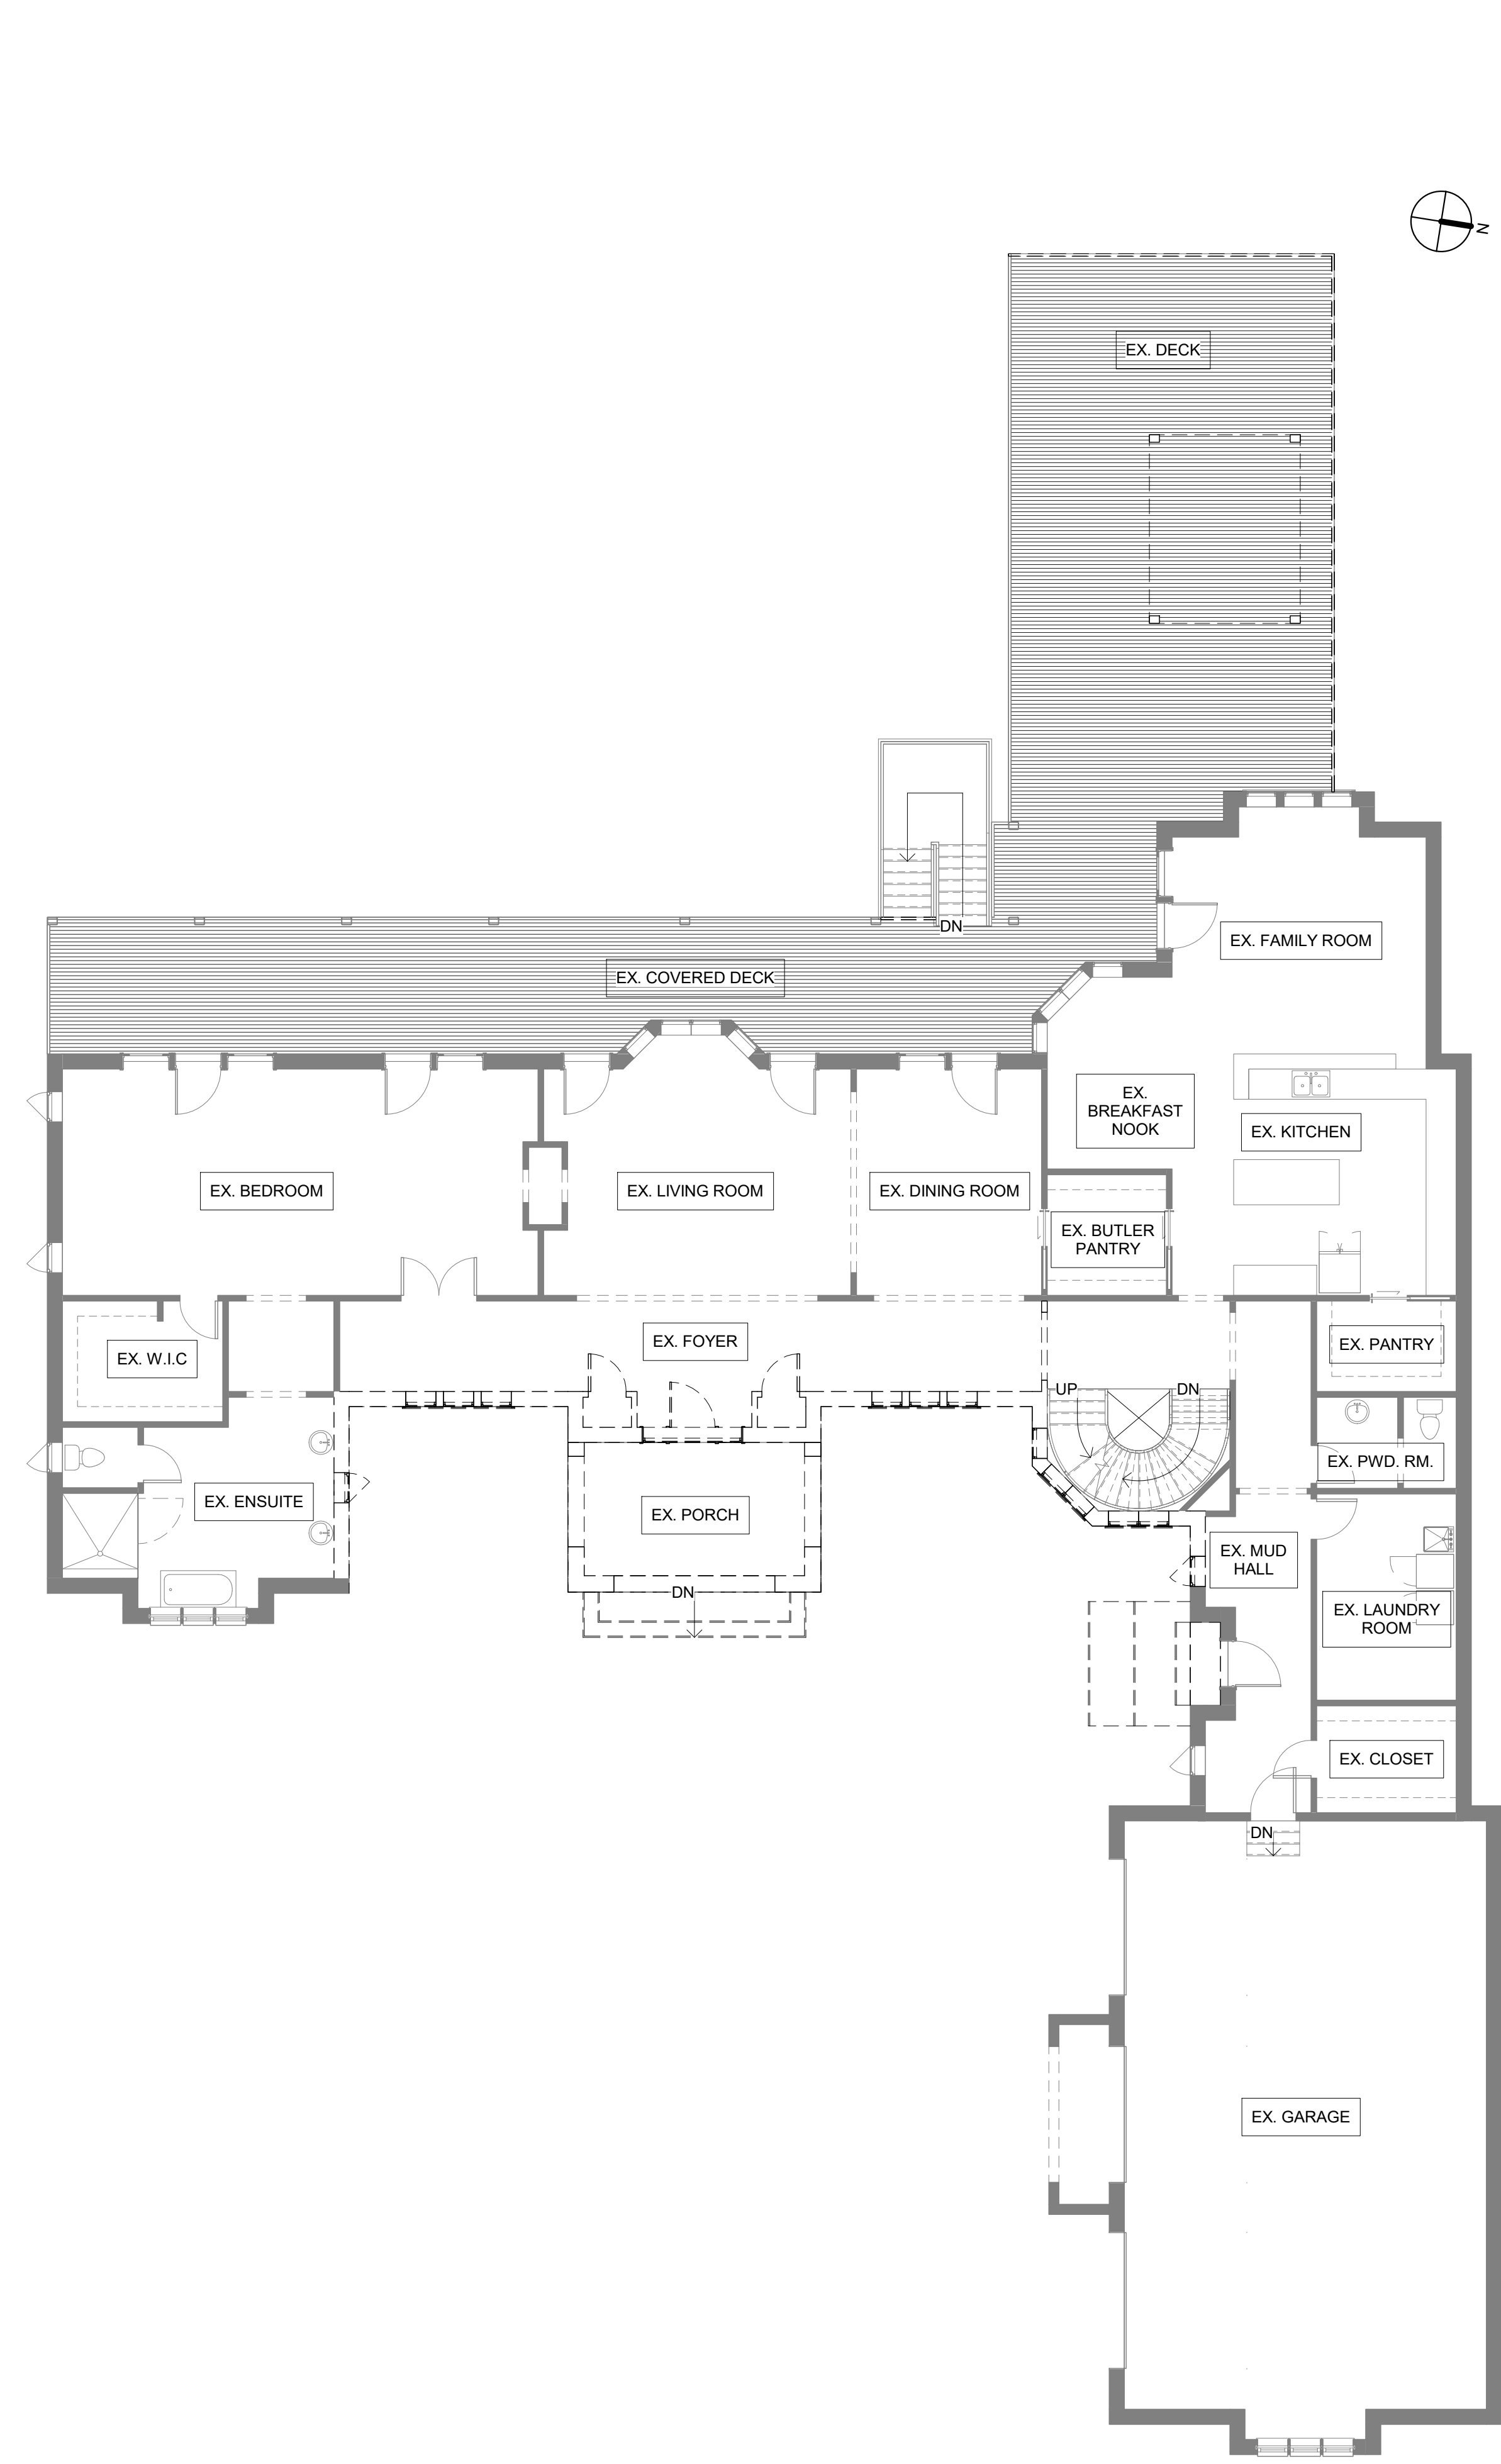 N
EX. DECK
DN
EX. FAMILY ROOM
EX. COVERED DECK
EX.
BREAKFAST
NOOK
EX. KITCHEN
EX. BEDROOM
EX. LIVING ROOM
EX. DINING ROOM
EX. BUTLER
PANTRY
EX. FOYER
EX. PANTRY
EX. W.I.C
UP
DN
EX. PWD. RM.
EX. ENSUITE
EX. PORCH
EX. MUD
HALL
DN
EX. LAUNDRY
ROOM
EX. CLOSET
DN
EX. GARAGE